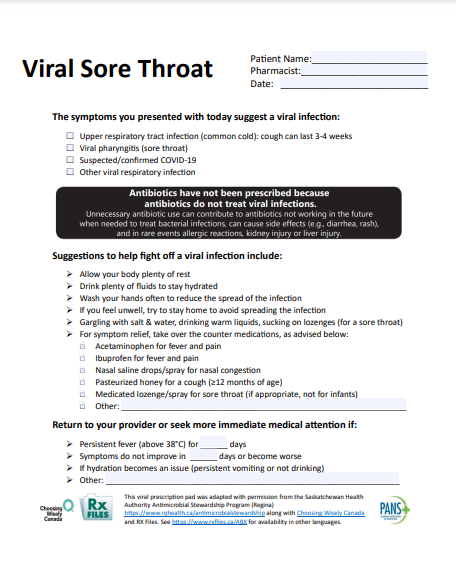 Viral Sore Throat
Patient Name:
Pharmacist:
Date:
The symptoms you presented with today suggest a viral infection:
☐ Upper respiratory tract infection (common cold): cough can last 3-4 weeks
☐ Viral pharyngitis (sore throat)
☐ Suspected/confirmed COVID-19
☐ Other viral respiratory infection
Antibiotics have not been prescribed because
antibiotics do not treat viral infections.
Unnecessary antibiotic use can contribute to antibiotics not working in the future
when needed to treat bacterial infections, can cause side effects (e.g., diarrhea, rash),
and in rare events allergic reactions, kidney injury or liver injury.
Suggestions to help fight off a viral infection include:
➢ Allow your body plenty of rest
➢ Drink plenty of fluids to stay hydrated
➢ Wash your hands often to reduce the spread of the infection
➢ If you feel unwell, try to stay home to avoid spreading the infection
➢ Gargling with salt & water, drinking warm liquids, sucking on lozenges (for a sore throat)
➢ For symptom relief, take over the counter medications, as advised below:
☐ Acetaminophen for fever and pain
☐ Ibuprofen for fever and pain
☐ Nasal saline drops/spray for nasal congestion
☐ Pasteurized honey for a cough (≥12 months of age)
☐ Medicated lozenge/spray for sore throat (if appropriate, not for infants)
☐ Other:
Return to your provider or seek more immediate medical attention if:
➢ Persistent fever (above 38°C) for ______ days
➢ Symptoms do not improve in ______ days or become worse
➢ If hydration becomes an issue (persistent vomiting or not drinking)
➢ Other:
Choosing
Wisely
Canada
Rx
FILES
This viral prescription pad was adapted with permission from the Saskatchewan Health
Authority Antimicrobial Stewardship Program (Regina)
https://www.rqhealth.ca/antimicrobialstewardship along with Choosing Wisely Canada
and RX Files. See https://www.rxfiles.ca/ABX for availability in other languages.
PANS